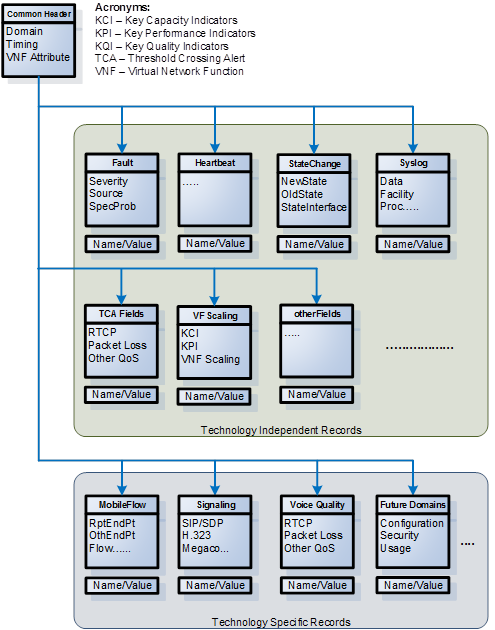 Common Header
Domain
Timing
VNF Attribute
Acronyms:
KCI – Key Capacity Indicators
KPI – Key Performance Indicators
KQI – Key Quality Indicators
TCA – Threshold Crossing Alert
VNF – Virtual Network Function
Fault
Severity
Source
SpecProb
Name/Value
Heartbeat
.....
Name/Value
StateChange
NewState
OldState
StateInterface
Name/Value
Syslog
Data
Facility
Proc.....
Name/Value
TCA Fields
RTCP
Packet Loss
Other QoS
Name/Value
VF Scaling
KCI
KPI
VNF Scaling
Name/Value
otherFields
.....
Name/Value
..................
Technology Independent Records
MobileFlow
RptEndPt
OthEndPt
Flow......
Name/Value
Signaling
SIP/SDP
H.323
Megaco...
Name/Value
Voice Quality
RTCP
Packet Loss
Other QoS
Name/Value
Future Domains
Configuration
Security
Usage
Name/Value
....
Technology Specific Records